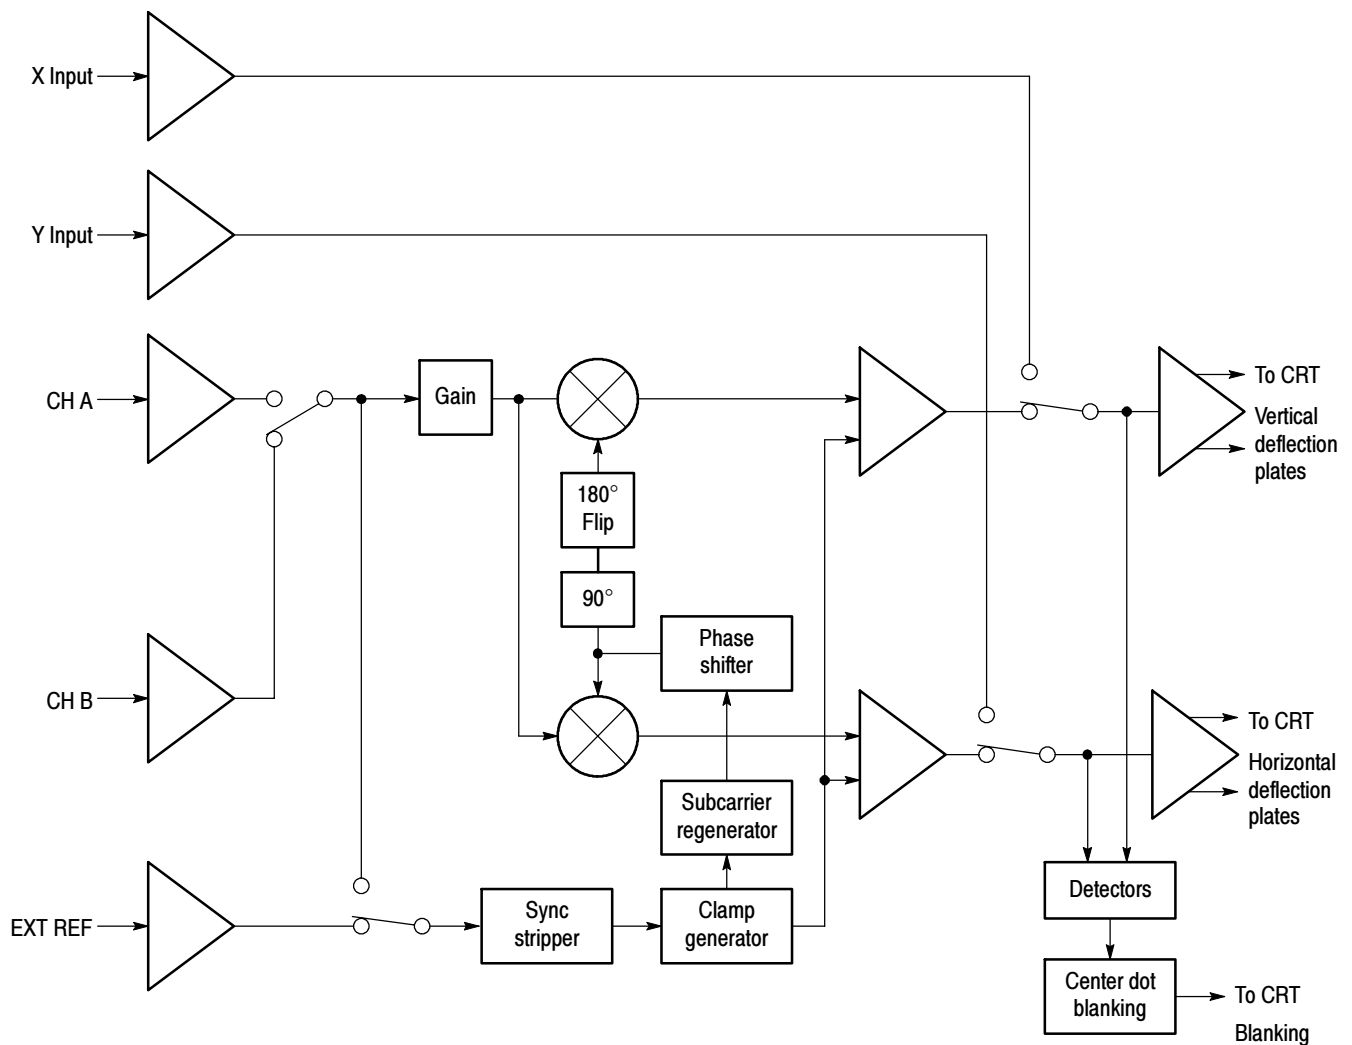 X Input
Y Input
CH A
Gain
To CRT
Vertical
deflection
plates
180°
Flip
90°
Phase
shifter
CH B
To CRT
Horizontal
deflection
plates
Subcarrier
regenerator
EXT REF
Sync
stripper
Clamp
generator
Detectors
Center dot
blanking
To CRT
Blanking